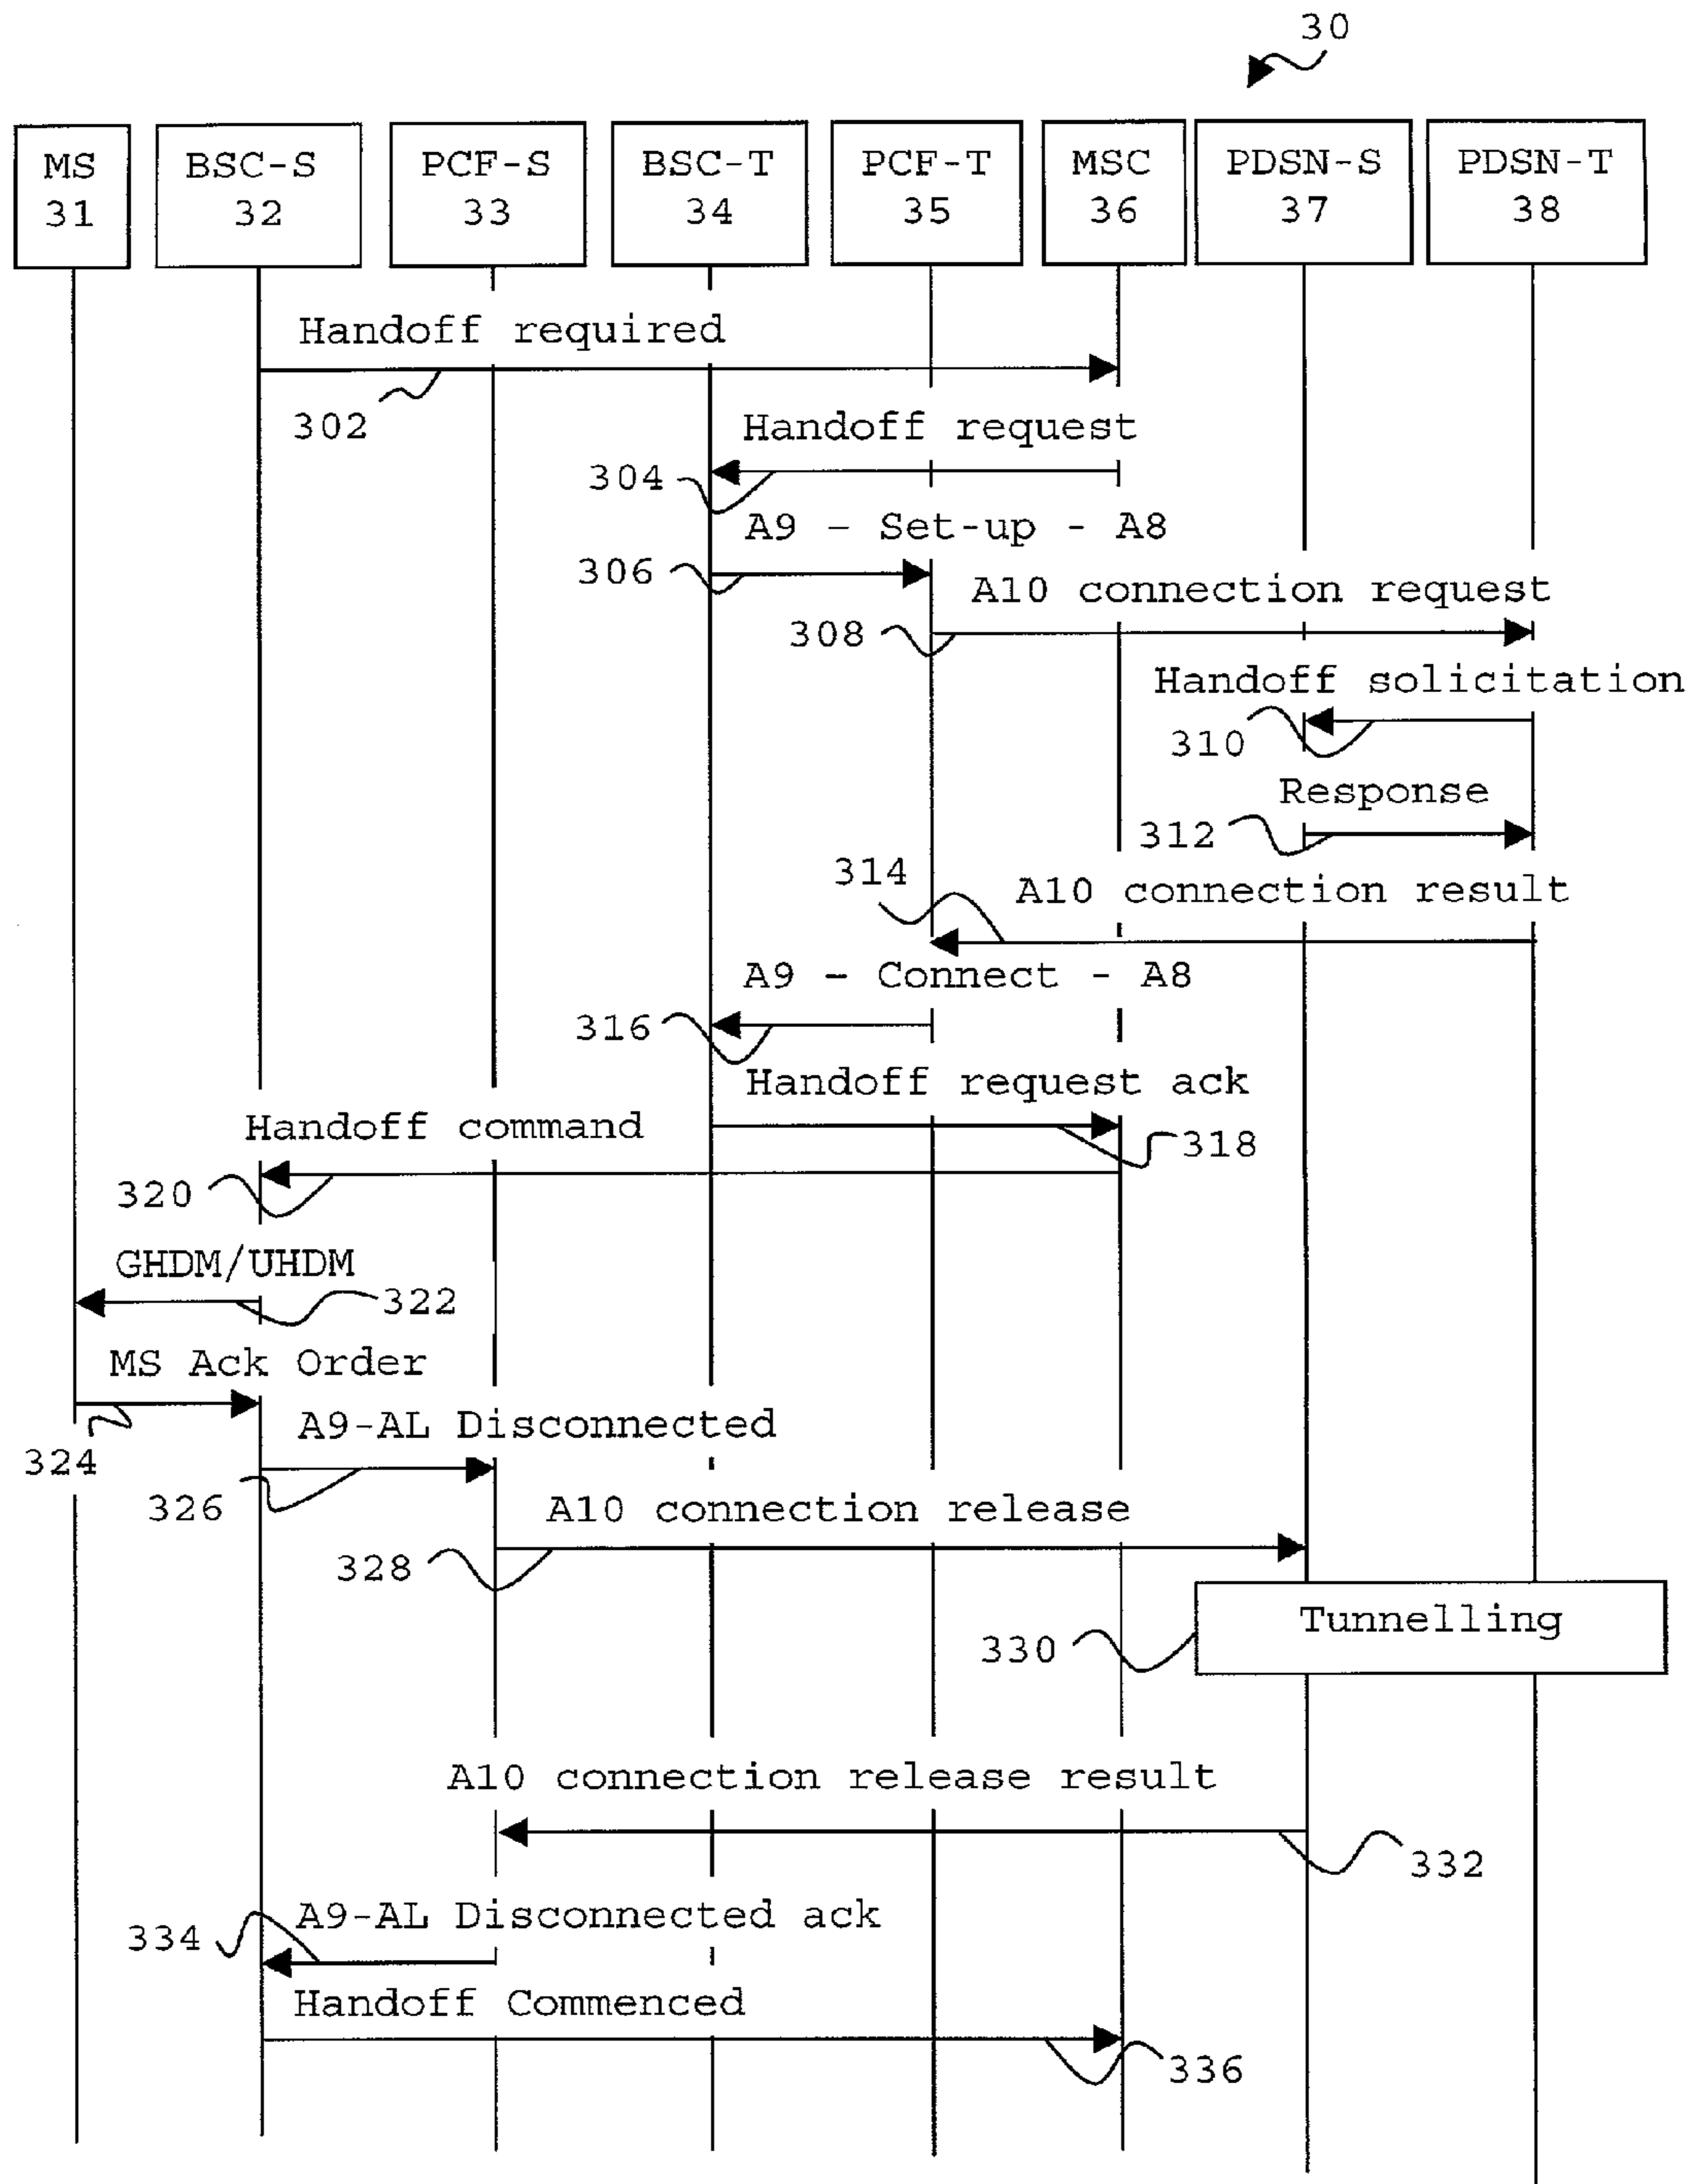 30
MS
31
BSC-S
32
PCF-S
33
BSC-T
34
PCF-T
35
MSC
36
PDSN-S
37
PDSN-T
38
Handoff required
302
Handoff request
304
A9 – Set-up - A8
306
A10 connection request
308
Handoff solicitation
310
Response
312
314
A10 connection result
A9 – Connect - A8
316
Handoff request ack
318
Handoff command
320
GHDM/UHDM
322
MS Ack Order
324
A9-AL Disconnected
326
A10 connection release
328
Tunnelling
330
A10 connection release result
332
A9-AL Disconnected ack
334
Handoff Commenced
336